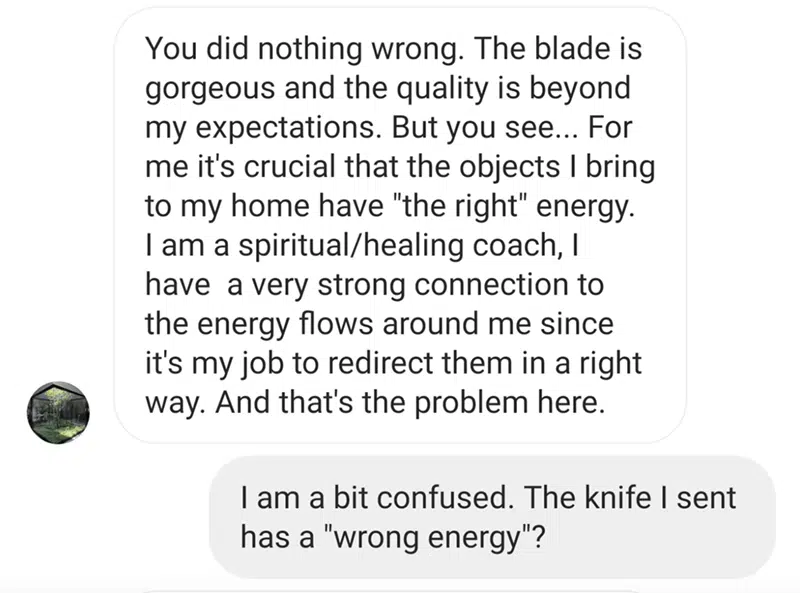 You did nothing wrong. The blade is
gorgeous and the quality is beyond
my expectations. But you see... For
me it's crucial that the objects I bring
to my home have "the right" energy.
I am a spiritual/healing coach, I
have  a very strong connection to
the energy flows around me since
it's my job to redirect them in a right
way. And that's the problem here.
I am a bit confused. The knife I sent
has a "wrong energy"?